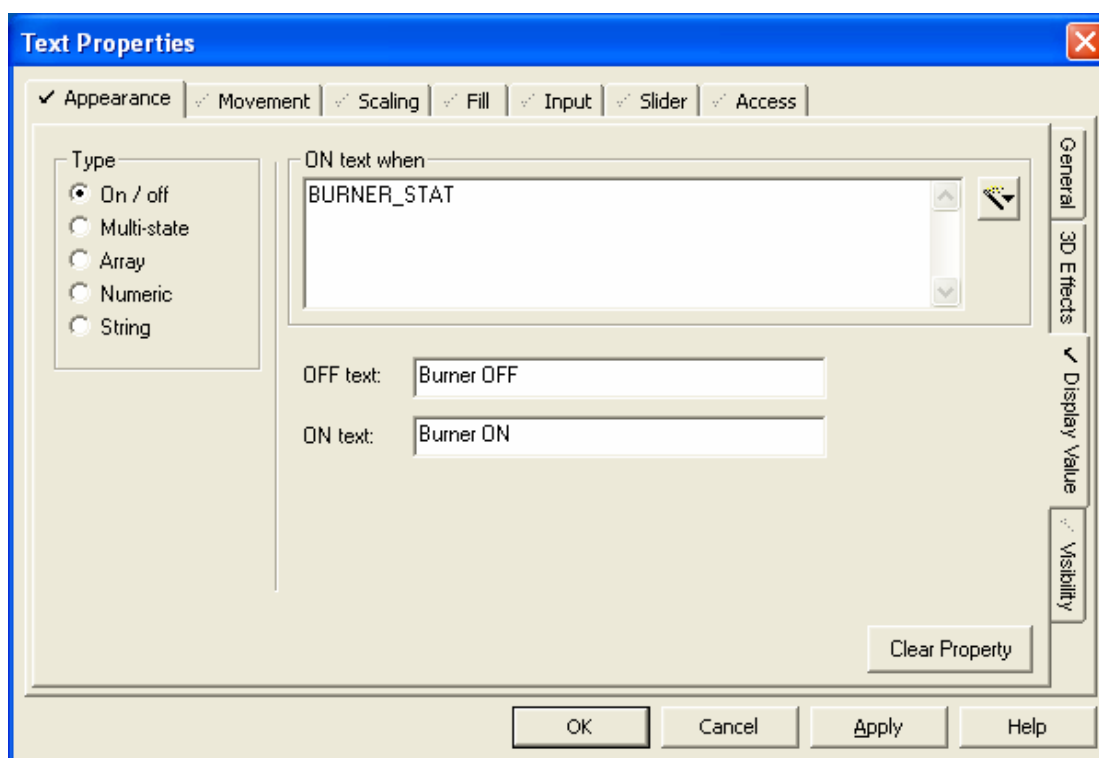 Text Properties
Appearance Movement Scaling Fill Input Slider Access
Type
On / off
Multi-state
Array
Numeric
String
ON text when
BURNER_STAT
OFF text: Burner OFF
ON text: Burner ON
General
3D Effects
Display Value
Visibility
Clear Property
OK Cancel Apply Help